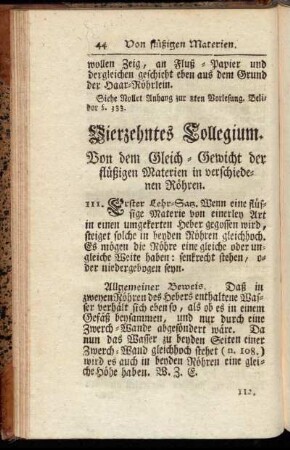 44 Von flüßigen Materien.
wollen Zeig, an Fluß-Papier und
dergleichen geschieht eben aus dem Grund
der Haar-Röhrlein.
Siehe Nollet Anhang zur 8ten Vorlesung. Beli-
dor s. 333.
Vierzehntes Collegium.
Von dem Gleich-Gewicht der
flüßigen Materien in verschiede-
nen Röhren.
111. Erster Lehr-Satz. Wenn eine flüs-
sige Materie von einerley Art
in einen umgekerten Heber gegossen wird,
steiget solche in beyden Röhren gleichhoch.
Es mögen die Röhre eine gleiche oder un-
gleiche Weite haben: senkrecht stehen, o-
der niedergebogen seyn.
Allgemeiner Beweis. Daß in
zweyen Röhren des Hebers enthaltene Was-
ser verhält sich eben so, als ob es in einem
Gefäß beysammen, und nur durch eine
Zwerch-Wande abgesondert wäre. Da
nun das Wasser zu beyden Seiten einer
Zwerch-Wand gleichhoch stehet (n. 108.)
wird es auch in beyden Röhren eine glei-
che Höhe haben. W. Z. E.
112.